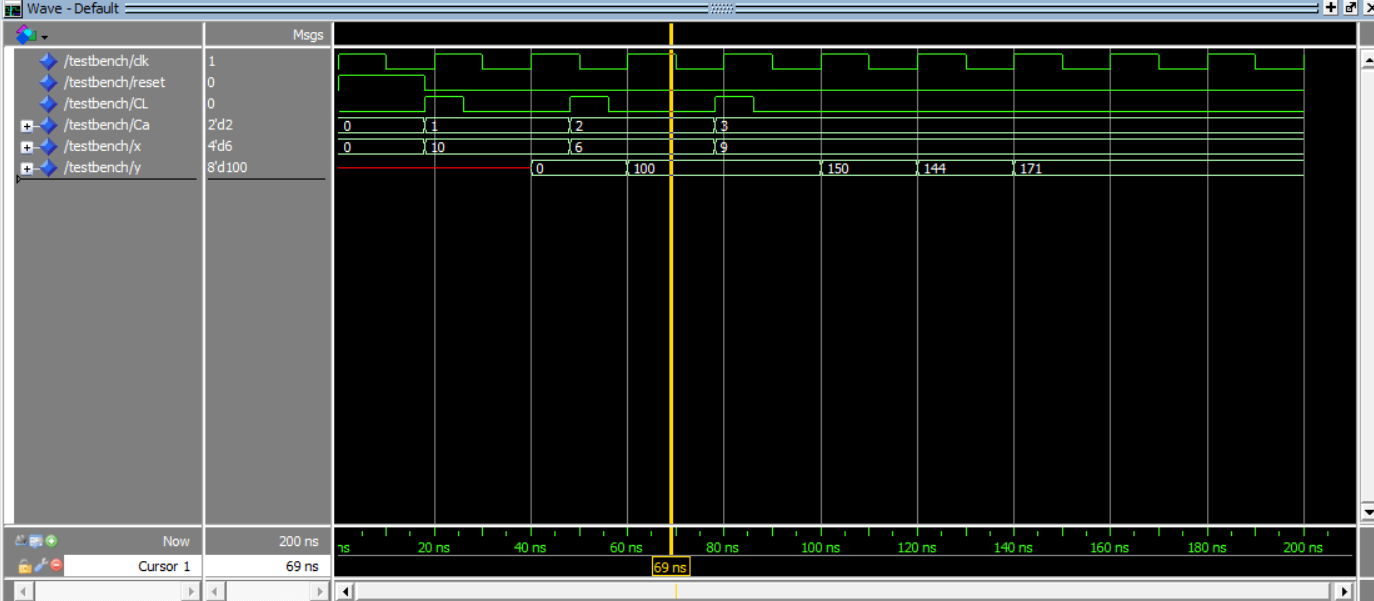 Wave - Default
Msgs
/testbench/clk 1
/testbench/reset 0
/testbench/CL 0
/testbench/Ca 2'd2 0 1 2 3
/testbench/x 4'd6 0 10 6 9
/testbench/y 8'd100 0 100 150 144 171
Now 200 ns ns 20 ns 40 ns 60 ns 80 ns 100 ns 120 ns 140 ns 160 ns 180 ns 200 ns
Cursor 1 69 ns 69 ns